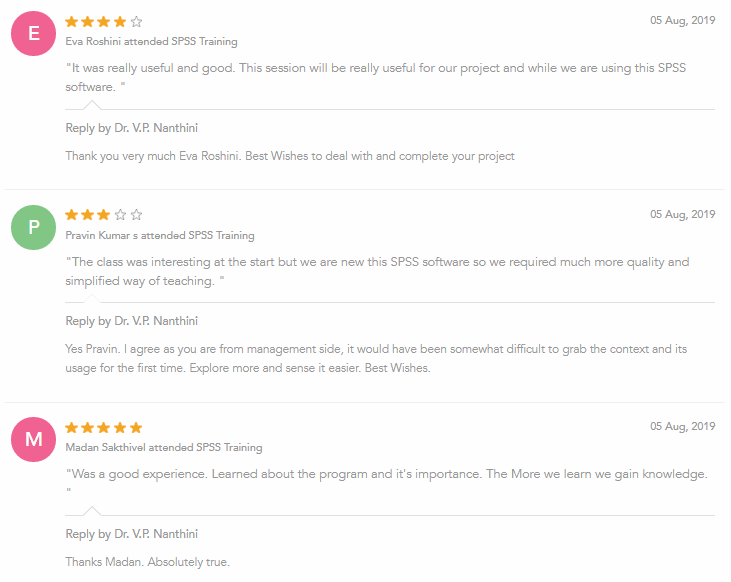 E
05 Aug, 2019
Eva Roshini attended SPSS Training
"It was really useful and good. This session will be really useful for our project and while we are using this SPSS
software. "
Reply by Dr. V.P. Nanthini
Thank you very much Eva Roshini. Best Wishes to deal with and complete your project
P
05 Aug, 2019
Pravin Kumar s attended SPSS Training
"The class was interesting at the start but we are new this SPSS software so we required much more quality and
simplified way of teaching. "
Reply by Dr. V.P. Nanthini
Yes Pravin. I agree as you are from management side, it would have been somewhat difficult to grab the context and its
usage for the first time. Explore more and sense it easier. Best Wishes.
M
05 Aug, 2019
Madan Sakthivel attended SPSS Training
"Was a good experience. Learned about the program and it's importance. The More we learn we gain knowledge.
"
Reply by Dr. V.P. Nanthini
Thanks Madan. Absolutely true.